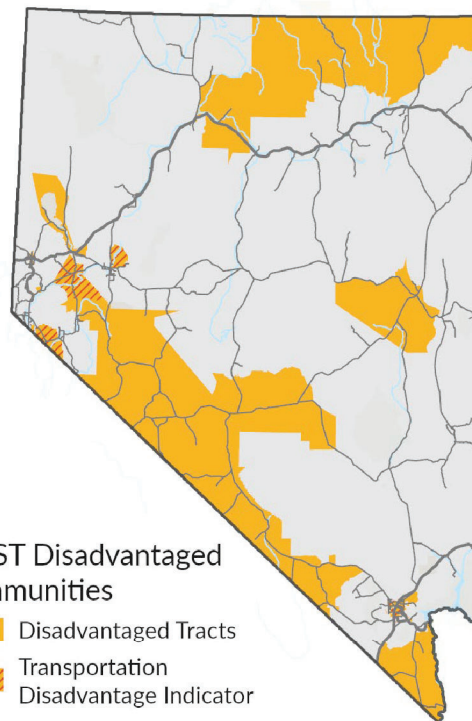 ST Disadvantaged
munities
Disadvantaged Tracts
Transportation
Disadvantage Indicator